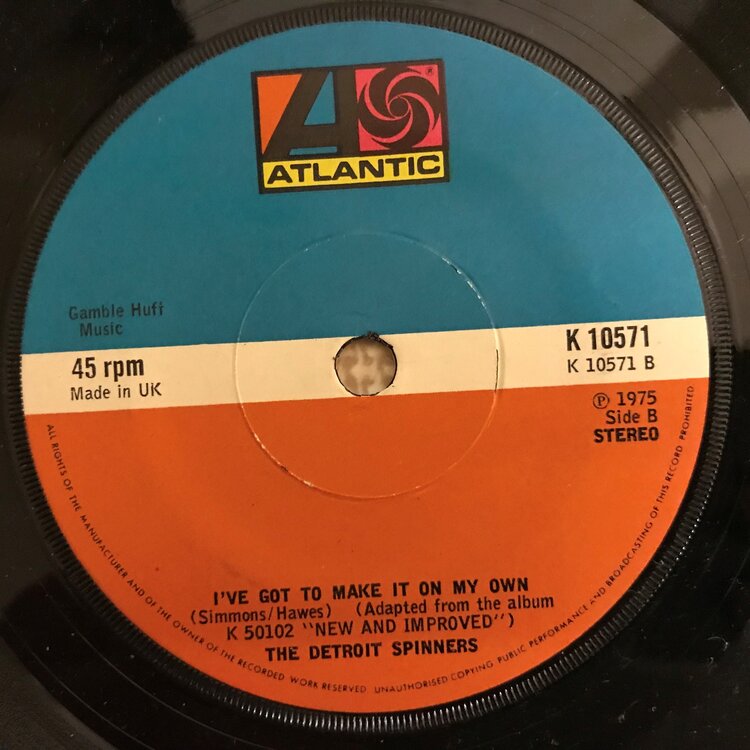 ATLANTIC
®
Gamble Huff
Music
45 rpm
Made in UK
K 10571
K 10571 B
℗ 1975
Side B
STEREO
I'VE GOT TO MAKE IT ON MY OWN
(Simmons/Hawes) (Adapted from the album
K 50102 "NEW AND IMPROVED")
THE DETROIT SPINNERS
ALL RIGHTS OF THE MANUFACTURER AND OF THE OWNER OF THE RECORDED WORK RESERVED. UNAUTHORISED COPYING PUBLIC PERFORMANCE AND BROADCASTING OF THIS RECORD PROHIBITED